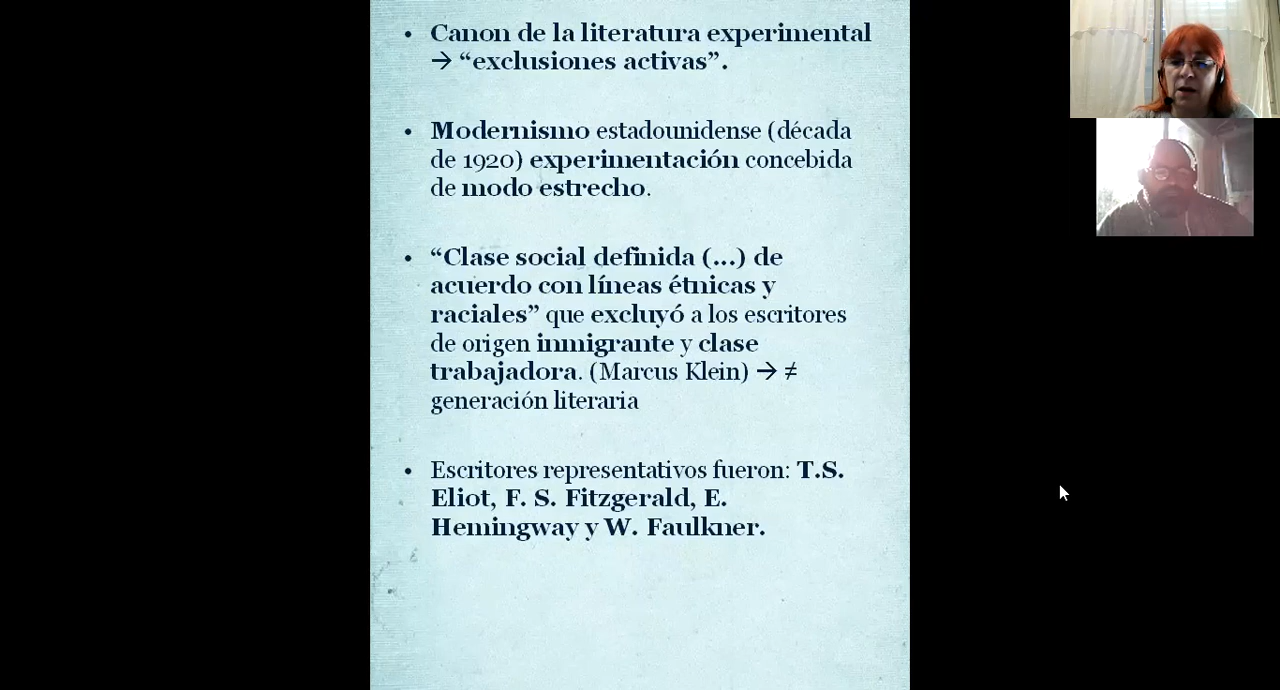 • Canon de la literatura experimental
→ “exclusiones activas”.
• Modernismo estadounidense (década
de 1920) experimentación concebida
de modo estrecho.
• “Clase social definida (...) de
acuerdo con líneas étnicas y
raciales” que excluyó a los escritores
de origen inmigrante y clase
trabajadora. (Marcus Klein) → ≠
generación literaria
• Escritores representativos fueron: T.S.
Eliot, F. S. Fitzgerald, E.
Hemingway y W. Faulkner.